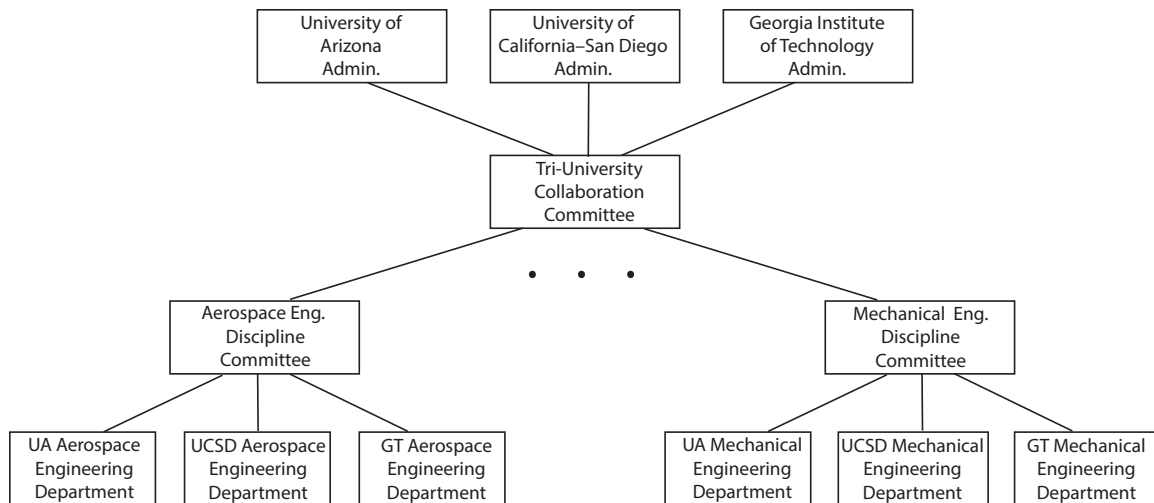 University of
Arizona
Admin.
University of
California–San Diego
Admin.
Georgia Institute
of Technology
Admin.
Tri-University
Collaboration
Committee
• • •
Aerospace Eng.
Discipline
Committee
Mechanical Eng.
Discipline
Committee
UA Aerospace
Engineering
Department
UCSD Aerospace
Engineering
Department
GT Aerospace
Engineering
Department
UA Mechanical
Engineering
Department
UCSD Mechanical
Engineering
Department
GT Mechanical
Engineering
Department